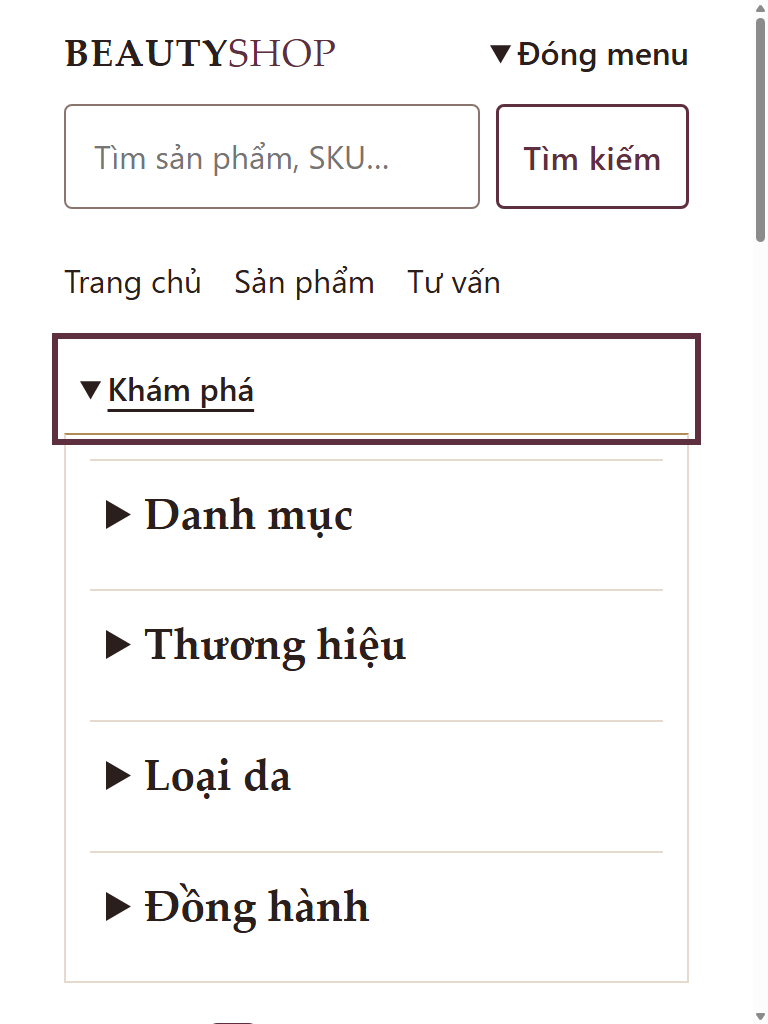 BEAUTYSHOP
Đóng menu
Tìm sản phẩm, SKU...
Tìm kiếm
Trang chủ Sản phẩm Tư vấn
Khám phá
Danh mục
Thương hiệu
Loại da
Đồng hành